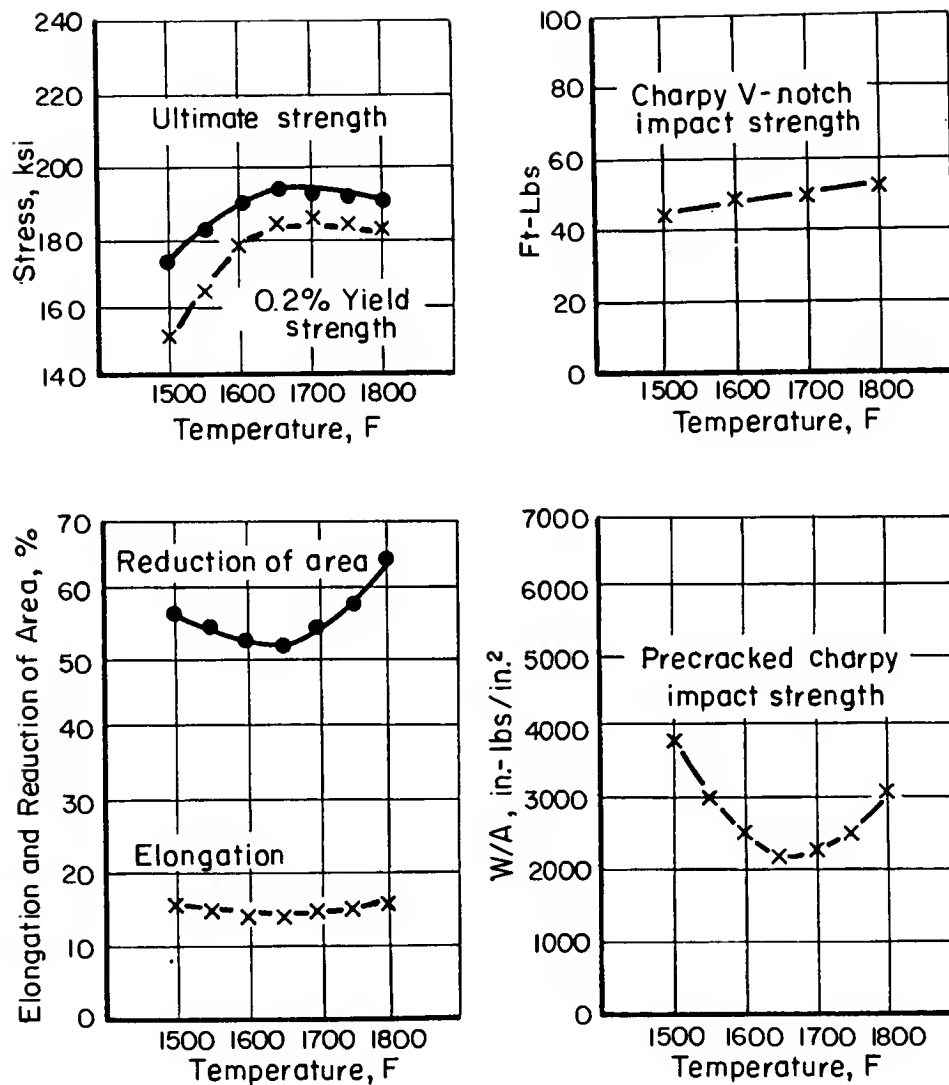 Stress, ksi
240
220
200
190
180
160
140
Ultimate strength
0.2% Yield
strength
1500 1600 1700 1800
Temperature, F
Ft-Lbs
100
80
60
40
20
0
Charpy V-notch
impact strength
1500 1600 1700 1800
Temperature, F
Elongation and Reduction of Area, %
70
60
50
40
30
20
10
0
Reduction of area
Elongation
1500 1600 1700 1800
Temperature, F
W/A, in.-lbs/in.²
7000
6000
5000
4000
3000
2000
1000
0
Precracked charpy
impact strength
1500 1600 1700 1800
Temperature, F